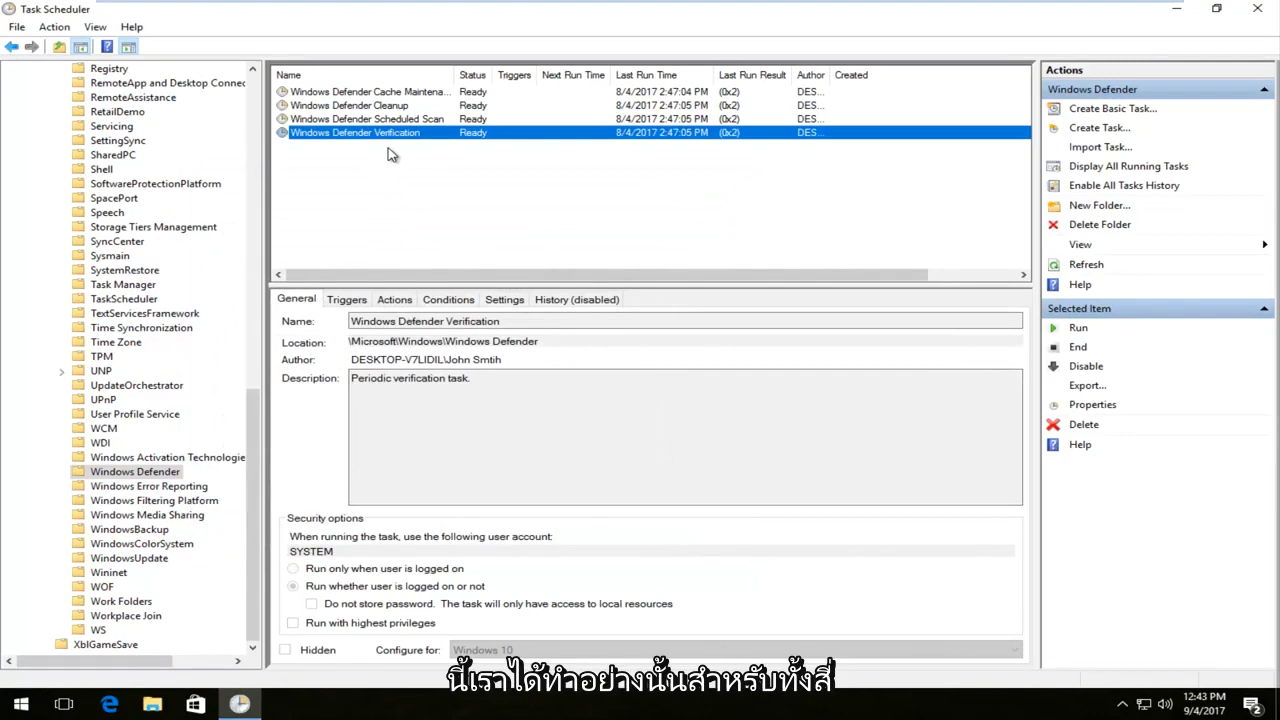 Task Scheduler
File Action View Help
Registry
RemoteApp and Desktop Connec
RemoteAssistance
RetailDemo
Servicing
SettingSync
SharedPC
Shell
SoftwareProtectionPlatform
SpacePort
Speech
Storage Tiers Management
SyncCenter
Sysmain
SystemRestore
Task Manager
TaskScheduler
TextServicesFramework
Time Synchronization
Time Zone
TPM
UNP
UpdateOrchestrator
UPnP
User Profile Service
WCM
WDI
Windows Activation Technologie
Windows Defender
Windows Error Reporting
Windows Filtering Platform
Windows Media Sharing
WindowsBackup
WindowsColorSystem
WindowsUpdate
Wininet
WOF
Work Folders
Workplace Join
WS
XblGameSave
Name Status Triggers Next Run Time Last Run Time Last Run Result Author Created
Windows Defender Cache Maintena... Ready 8/4/2017 2:47:04 PM (0x2) DES...
Windows Defender Cleanup Ready 8/4/2017 2:47:05 PM (0x2) DES...
Windows Defender Scheduled Scan Ready 8/4/2017 2:47:05 PM (0x2) DES...
Windows Defender Verification Ready 8/4/2017 2:47:05 PM (0x2) DES...
General Triggers Actions Conditions Settings History (disabled)
Name: Windows Defender Verification
Location: \Microsoft\Windows\Windows Defender
Author: DESKTOP-V7LIDIL\John Smtih
Description: Periodic verification task.
Security options
When running the task, use the following user account:
SYSTEM
Run only when user is logged on
Run whether user is logged on or not
Do not store password. The task will only have access to local resources
Run with highest privileges
Hidden Configure for: Windows 10
Actions
Windows Defender
Create Basic Task...
Create Task...
Import Task...
Display All Running Tasks
Enable All Tasks History
New Folder...
Delete Folder
View
Refresh
Help
Selected Item
Run
End
Disable
Export...
Properties
Delete
Help
นี้เราได้ทำอย่างนั้นสำหรับทั้งสี่
12:43 PM
9/4/2017
2